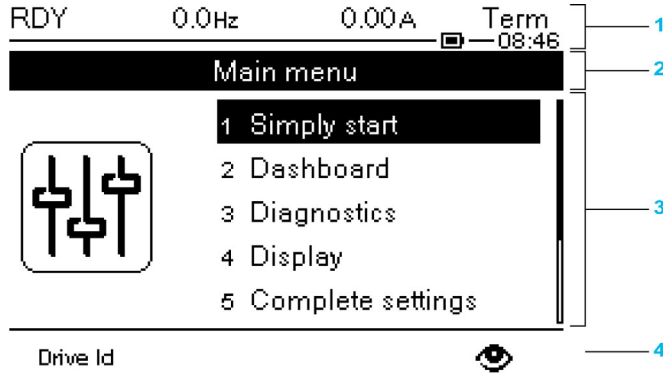 RDY 0.0Hz 0.00A Term
08:46 1
Main menu 2
1 Simply start
2 Dashboard
3 Diagnostics 3
4 Display
5 Complete settings
Drive Id 4